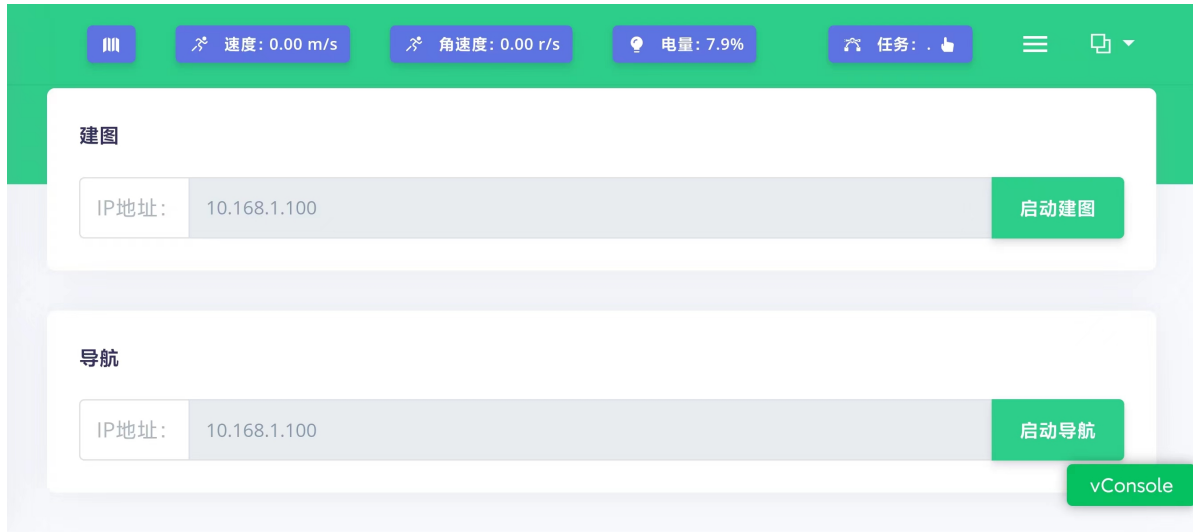 速度: 0.00 m/s 角速度: 0.00 r/s 电量: 7.9% 任务: .
建图
IP地址: 10.168.1.100 启动建图
导航
IP地址: 10.168.1.100 启动导航
vConsole